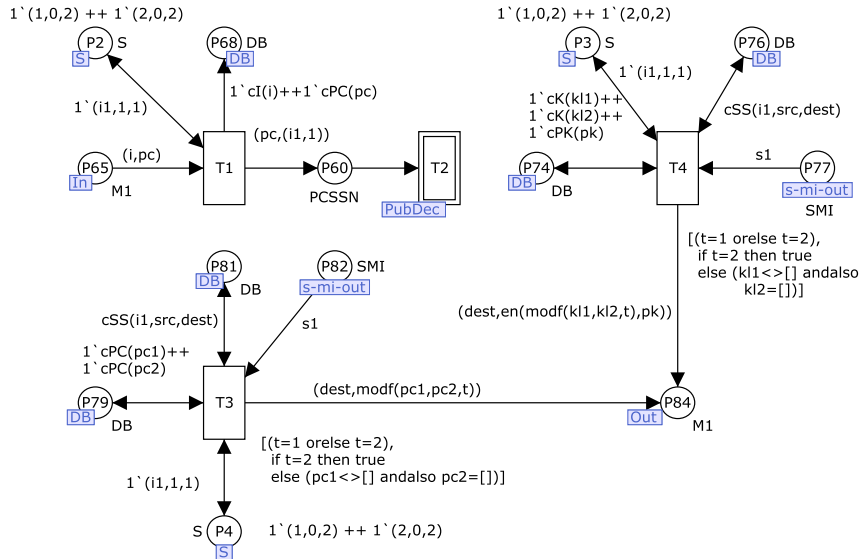 1`(1,0,2) ++ 1`(2,0,2)
P2
S
S
P68
DB
DB
1`(i1,1,1)
1`cI(i)++1`cPC(pc)
(i,pc)
P65
In
M1
T1
(pc,(i1,1))
P60
PCSSN
T2
PubDec
1`(1,0,2) ++ 1`(2,0,2)
P3
S
S
P76
DB
DB
1`(i1,1,1)
1`cK(kl1)++
1`cK(kl2)++
1`cPK(pk)
cSS(i1,src,dest)
P74
DB
DB
T4
s1
P77
s-mi-out
SMI
[(t=1 orelse t=2),
if t=2 then true
else (kl1<>[] andalso
kl2=[])]
(dest,en(modf(kl1,kl2,t),pk))
P81
DB
DB
P82
SMI
s-mi-out
cSS(i1,src,dest)
s1
1`cPC(pc1)++
1`cPC(pc2)
P79
DB
DB
T3
(dest,modf(pc1,pc2,t))
P84
Out
M1
[(t=1 orelse t=2),
if t=2 then true
else (pc1<>[] andalso pc2=[])]
1`(i1,1,1)
S
P4
S
1`(1,0,2) ++ 1`(2,0,2)